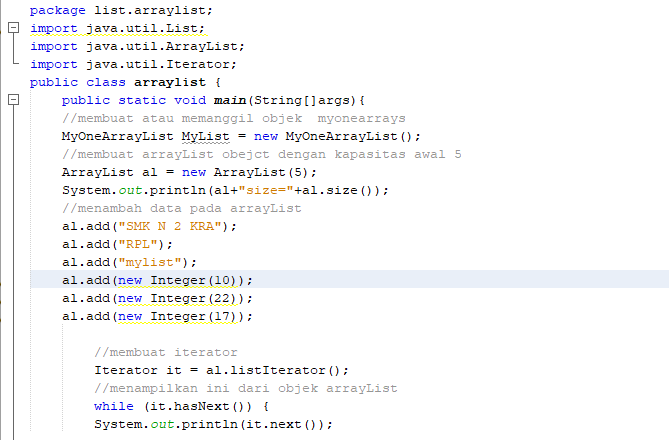 package list.arraylist;
import java.util.List;
import java.util.ArrayList;
import java.util.Iterator;
public class arraylist {
public static void main(String[]args){
//membuat atau memanggil objek  myonearrays
MyOneArrayList MyList = new MyOneArrayList();
//membuat arrayList obejct dengan kapasitas awal 5
ArrayList al = new ArrayList(5);
System.out.println(al+"size="+al.size());
//menambah data pada arrayList
al.add("SMK N 2 KRA");
al.add("RPL");
al.add("mylist");
al.add(new Integer(10));
al.add(new Integer(22));
al.add(new Integer(17));
//membuat iterator
Iterator it = al.listIterator();
//menampilkan ini dari objek arrayList
while (it.hasNext()) {
System.out.println(it.next());